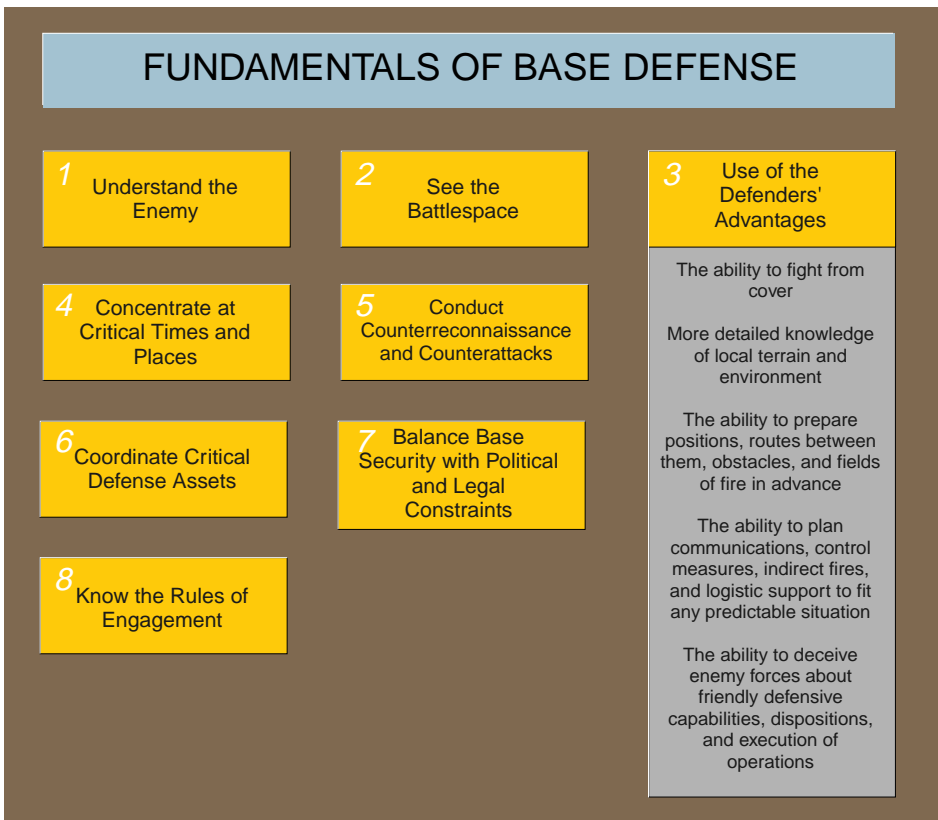 FUNDAMENTALS OF BASE DEFENSE
1
Understand the
Enemy
2
See the
Battlespace
3
Use of the
Defenders'
Advantages
The ability to fight from
cover
More detailed knowledge
of local terrain and
environment
The ability to prepare
positions, routes between
them, obstacles, and fields
of fire in advance
The ability to plan
communications, control
measures, indirect fires,
and logistic support to fit
any predictable situation
The ability to deceive
enemy forces about
friendly defensive
capabilities, dispositions,
and execution of
operations
4
Concentrate at
Critical Times and
Places
5
Conduct
Counterreconnaissance
and Counterattacks
6
Coordinate Critical
Defense Assets
7
Balance Base
Security with Political
and Legal
Constraints
8
Know the Rules of
Engagement